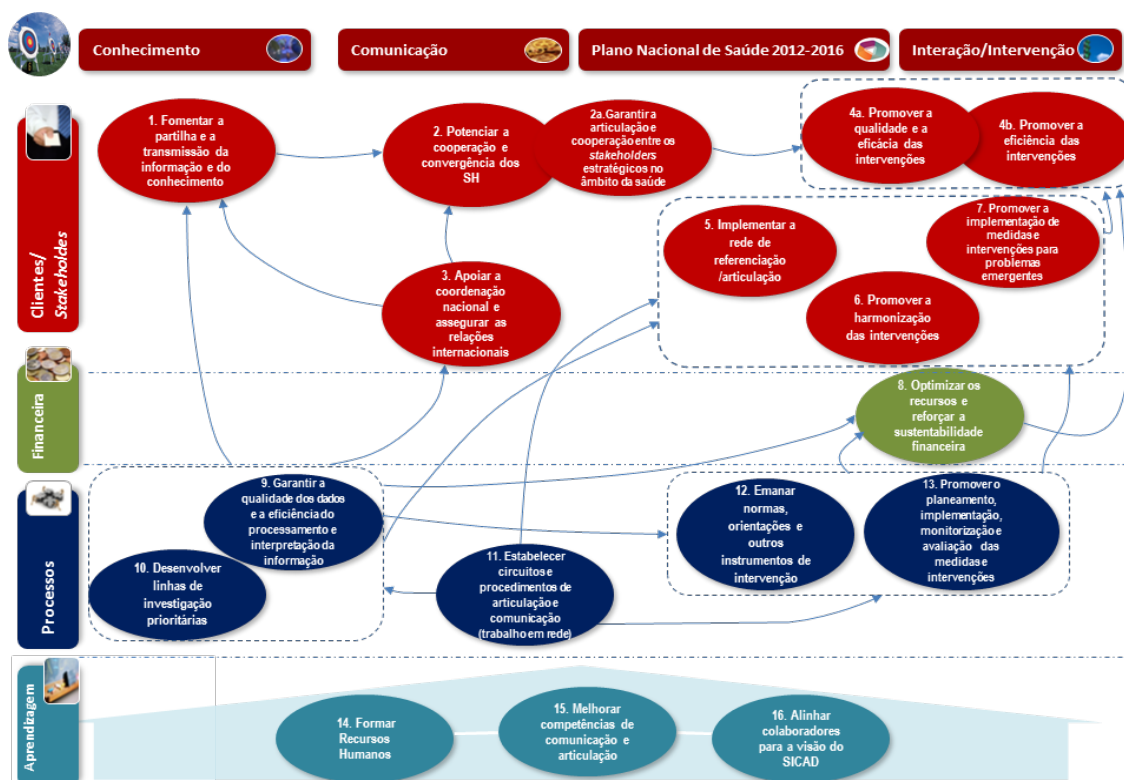 Conhecimento
Comunicação
Plano Nacional de Saúde 2012-2016
Interação/Intervenção
Clientes/
Stakeholdes
1. Fomentar a
partilha e a
transmissão da
informação e do
conhecimento
2. Potenciar a
cooperação e
convergência dos
SH
2a. Garantir a
articulação e
cooperação entre os
stakeholders
estratégicos no
âmbito da saúde
4a. Promover a
qualidade e a
eficácia das
intervenções
4b. Promover a
eficiência das
intervenções
3. Apoiar a
coordenação
nacional e
assegurar as
relações
internacionais
5. Implementar a
rede de
referenciação
/articulação
7. Promover a
implementação de
medidas e
intervenções para
problemas
emergentes
6. Promover a
harmonização
das intervenções
Financeira
8. Optimizar os
recursos e
reforçar a
sustentabilidade
financeira
Processos
9. Garantir a
qualidade dos dados
e a eficiência do
processamento e
interpretação da
informação
10. Desenvolver
linhas de
investigação
prioritárias
11. Estabelecer
circuitos e
procedimentos de
articulação e
comunicação
(trabalho em rede)
12. Emanar
normas,
orientações e
outros
instrumentos de
intervenção
13. Promover o
planeamento,
implementação,
monitorização e
avaliação das
medidas e
intervenções
Aprendizagem
14. Formar
Recursos
Humanos
15. Melhorar
competências de
comunicação e
articulação
16. Alinhar
colaboradores
para a visão do
SICAD